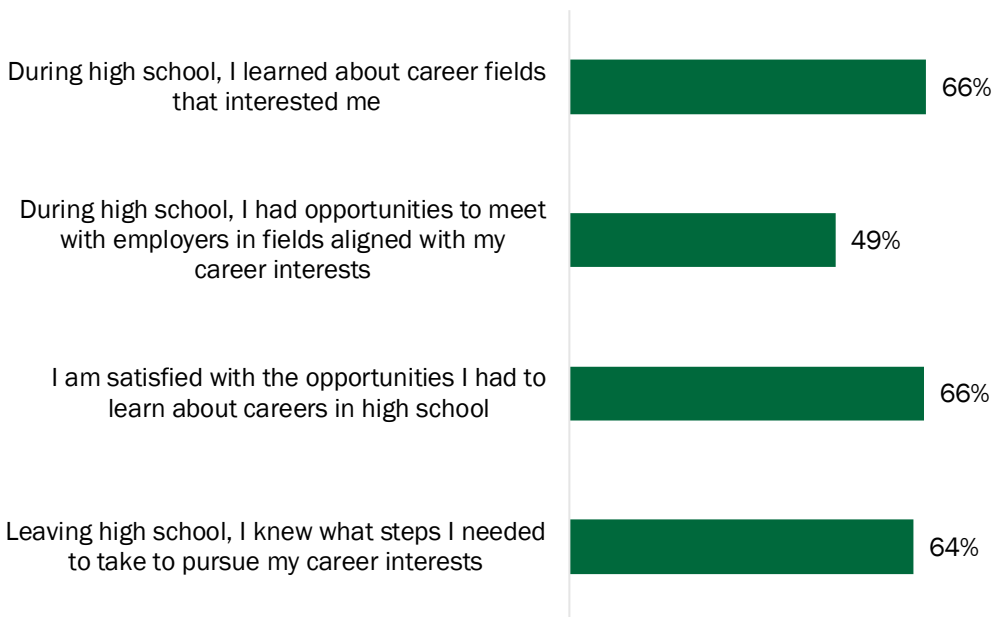 During high school, I learned about career fields
that interested me
66%
During high school, I had opportunities to meet
with employers in fields aligned with my
career interests
49%
I am satisfied with the opportunities I had to
learn about careers in high school
66%
Leaving high school, I knew what steps I needed
to take to pursue my career interests
64%